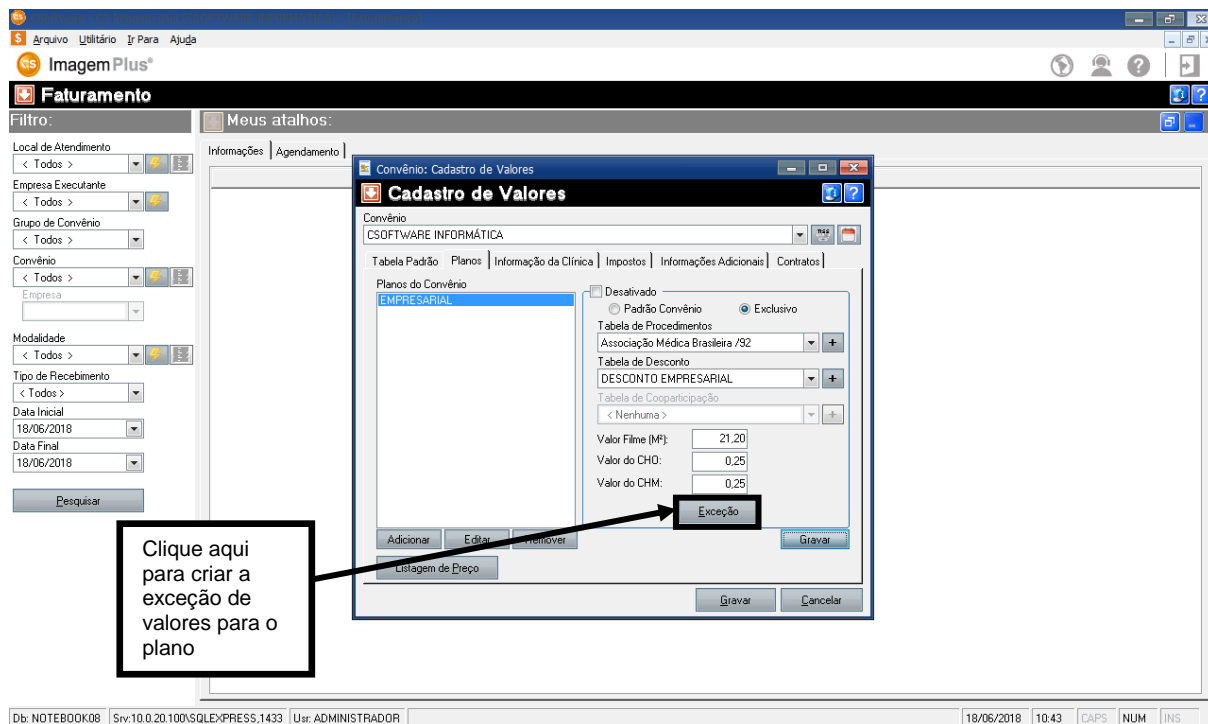 Arquivo Utilitário Ir Para Ajuda
ImagemPlus®
Faturamento
Filtro:
Meus atalhos:
Local de Atendimento
< Todos >
Empresa Executante
< Todos >
Grupo de Convênio
< Todos >
Convênio
< Todos >
Empresa
Modalidade
< Todos >
Tipo de Recebimento
< Todos >
Data Inicial
18/06/2018
Data Final
18/06/2018
Pesquisar
Informações Agendamento
Convênio: Cadastro de Valores
Cadastro de Valores
Convênio
CSOFTWARE INFORMÁTICA
Tabela Padrão Planos Informação da Clínica Impostos Informações Adicionais Contratos
Planos do Convênio
EMPRESARIAL
Desativado
Padrão Convênio Exclusivo
Tabela de Procedimentos
Associação Médica Brasileira /92
Tabela de Desconto
DESCONTO EMPRESARIAL
Tabela de Cooparticipação
< Nenhuma >
Valor Filme (M²): 21,20
Valor do CHO: 0,25
Valor do CHM: 0,25
Exceção
Adicionar Editar Remover Gravar
Listagem de Preço
Gravar Cancelar
Clique aqui
para criar a
exceção de
valores para o
plano
Db: NOTEBOOK08 Srv:10.0.20.100\SQLEXPRESS,1433 Usr: ADMINISTRADOR 18/06/2018 10:43 CAPS NUM INS